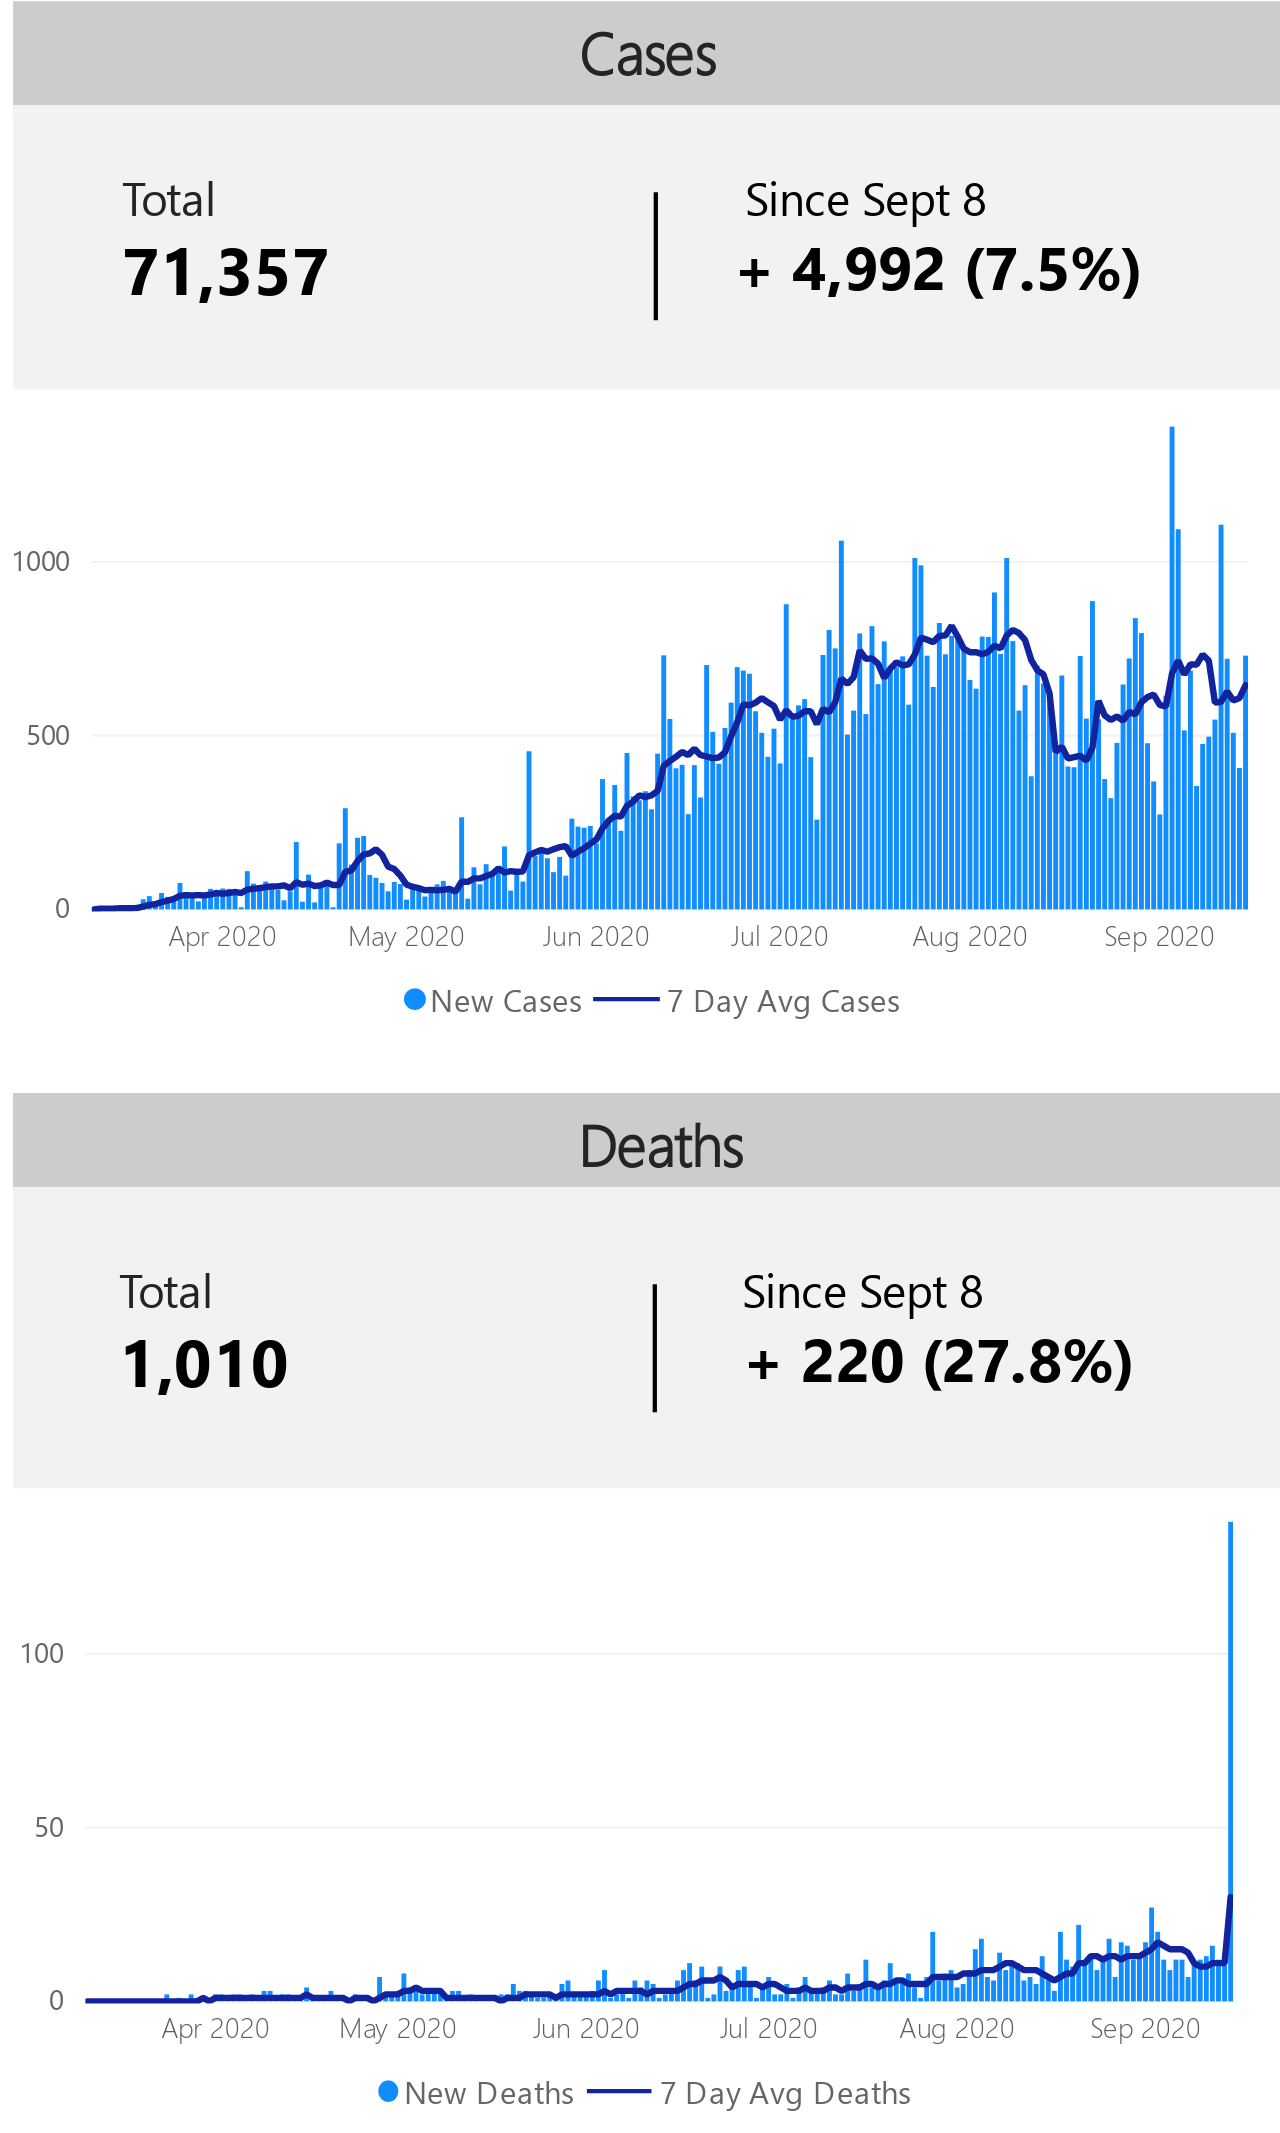 Cases
Total
Since Sept 8
71,357
+ 4,992 (7.5%)
1000
500
0
Apr 2020 May 2020 Jun 2020 Jul 2020 Aug 2020 Sep 2020
New Cases 7 Day Avg Cases
Deaths
Total
Since Sept 8
1,010
+ 220 (27.8%)
100
50
0
Apr 2020 May 2020 Jun 2020 Jul 2020 Aug 2020 Sep 2020
New Deaths 7 Day Avg Deaths